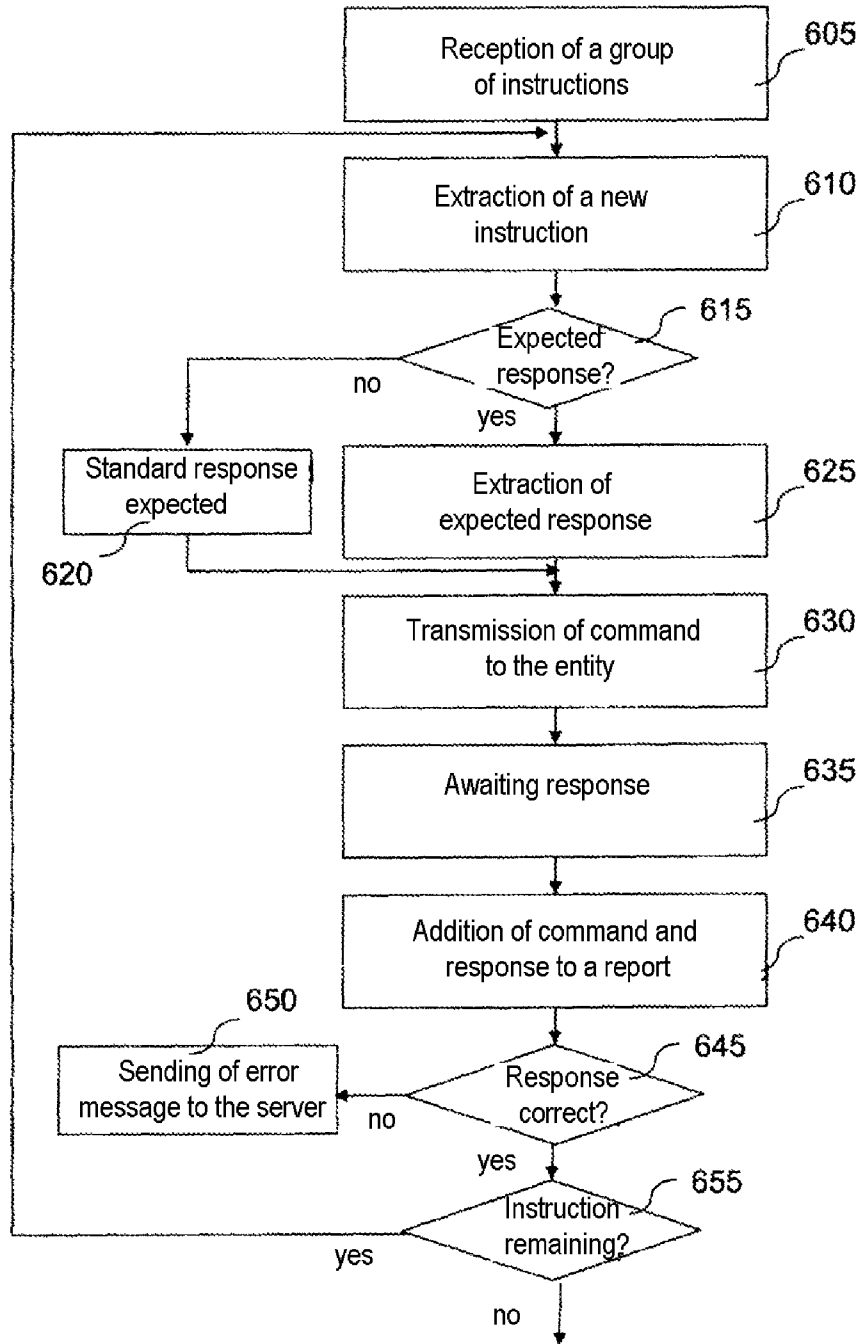 Reception of a group
of instructions
605
Extraction of a new
instruction
610
Expected
response?
615
no
yes
Standard response
expected
620
Extraction of
expected response
625
Transmission of command
to the entity
630
Awaiting response
635
Addition of command and
response to a report
640
650
Sending of error
message to the server
no
Response
correct?
645
yes
Instruction
remaining?
655
yes
no